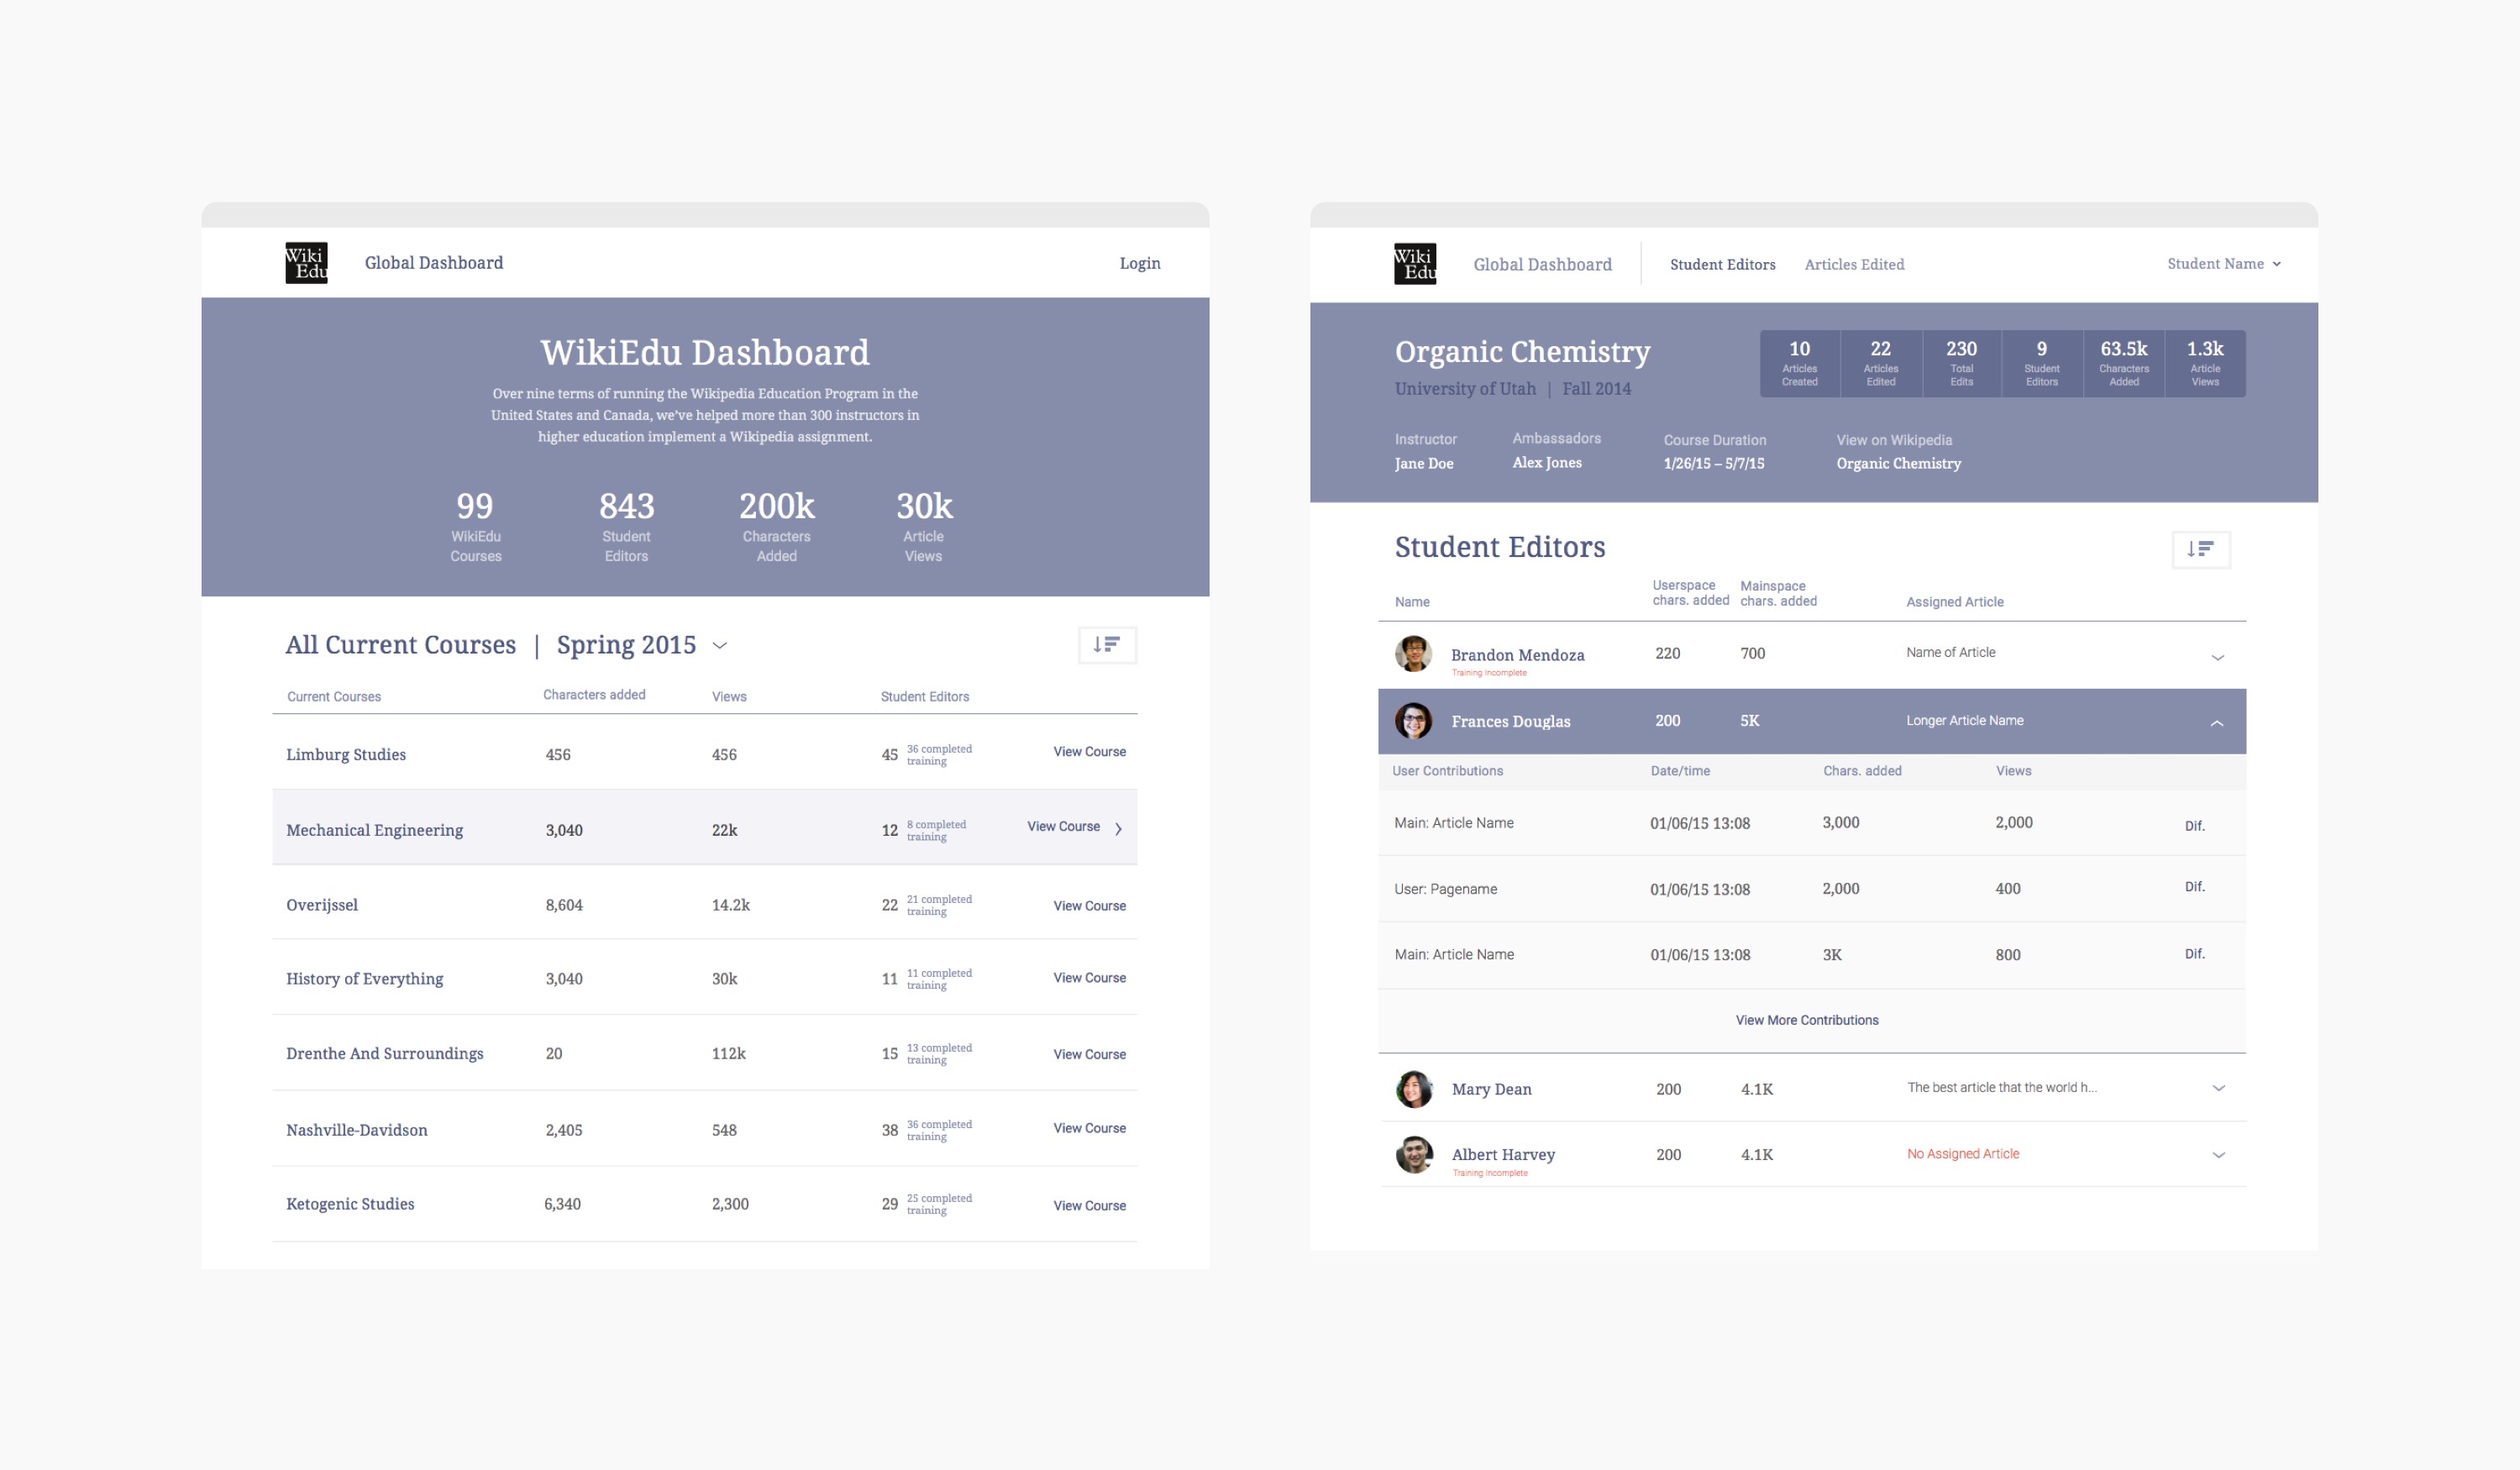 Wiki
Edu
Global Dashboard
Login
WikiEdu Dashboard
Over nine terms of running the Wikipedia Education Program in the
United States and Canada, we've helped more than 300 instructors in
higher education implement a Wikipedia assignment.
99 843 200k 30k
WikiEdu Student Characters Article
Courses Editors Added Views
All Current Courses | Spring 2015
Current Courses Characters added Views Student Editors
Limburg Studies 456 456 45 36 completed training View Course
Mechanical Engineering 3,040 22k 12 8 completed training View Course
Overijssel 8,604 14.2k 22 21 completed training View Course
History of Everything 3,040 30k 11 11 completed training View Course
Drenthe And Surroundings 20 112k 15 13 completed training View Course
Nashville-Davidson 2,405 548 38 36 completed training View Course
Ketogenic Studies 6,340 2,300 29 25 completed training View Course
Wiki
Edu
Global Dashboard Student Editors Articles Edited Student Name
Organic Chemistry
University of Utah | Fall 2014
10 22 230 9 63.5k 1.3k
Articles Articles Total Student Characters Article
Created Edited Edits Editors Added Views
Instructor Ambassadors Course Duration View on Wikipedia
Jane Doe Alex Jones 1/26/15 – 5/7/15 Organic Chemistry
Student Editors
Name Userspace chars. added Mainspace chars. added Assigned Article
Brandon Mendoza 220 700 Name of Article
Training Incomplete
Frances Douglas 200 5K Longer Article Name
User Contributions Date/time Chars. added Views
Main: Article Name 01/06/15 13:08 3,000 2,000 Dif.
User: Pagename 01/06/15 13:08 2,000 400 Dif.
Main: Article Name 01/06/15 13:08 3K 800 Dif.
View More Contributions
Mary Dean 200 4.1K The best article that the world h...
Albert Harvey 200 4.1K No Assigned Article
Training Incomplete